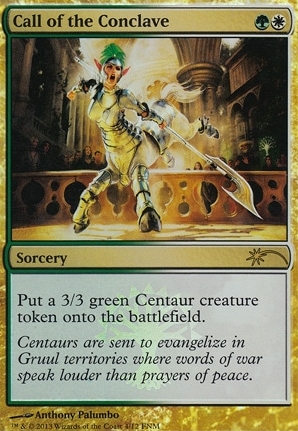 Call of the Conclave
Sorcery
Put a 3/3 green Centaur creature
token onto the battlefield.
Centaurs are sent to evangelize in
Gruul territories where words of war
speak louder than prayers of peace.
Anthony Palumbo
™ & © 2013 Wizards of the Coast 4/12 FNM